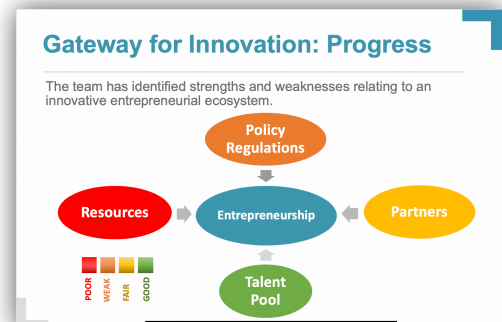 Gateway for Innovation: Progress
The team has identified strengths and weaknesses relating to an
innovative entrepreneurial ecosystem.
Policy
Regulations
Resources
Entrepreneurship
Partners
Talent
Pool
POOR
WEAK
FAIR
GOOD